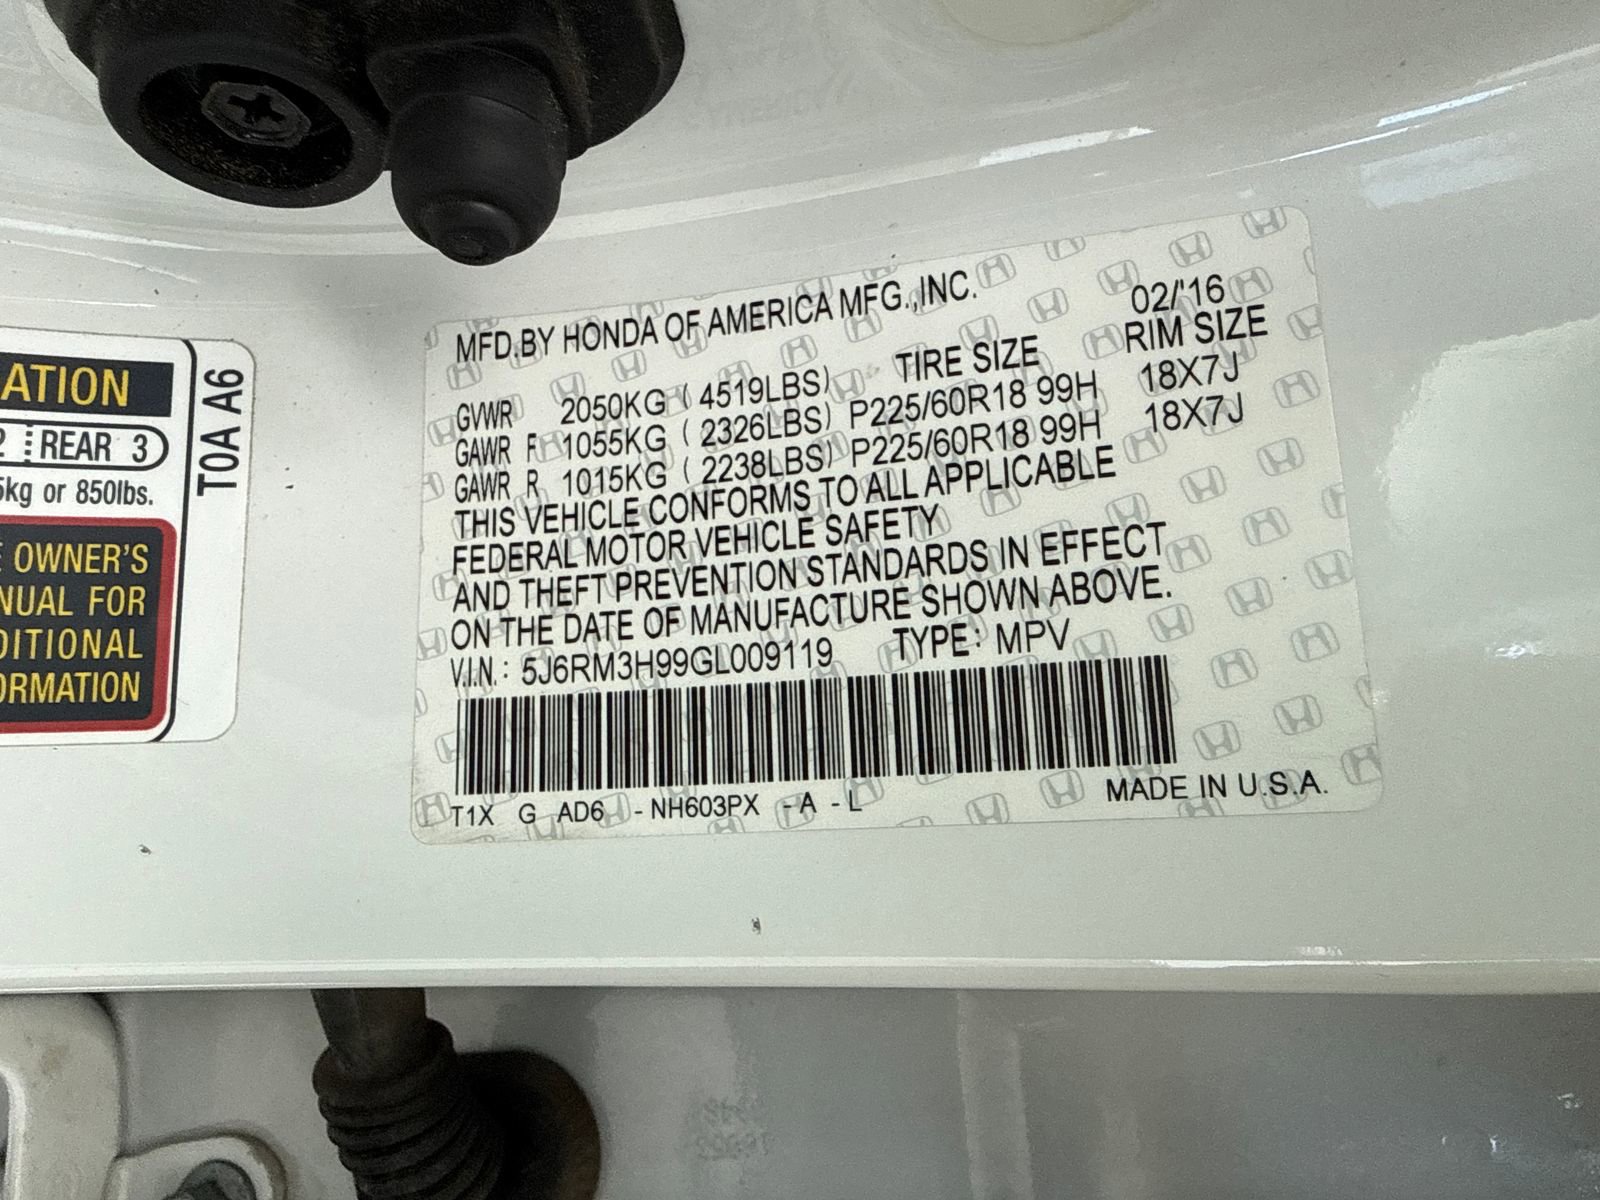 ATION
2 REAR 3
5kg or 850lbs.
E OWNER'S
NUAL FOR
DITIONAL
ORMATION
T0A A6
MFD.BY HONDA OF AMERICA MFG.,INC. 02/'16
TIRE SIZE RIM SIZE
GVWR 2050KG ( 4519LBS)
GAWR F 1055KG ( 2326LBS) P225/60R18 99H 18X7J
GAWR R 1015KG ( 2238LBS) P225/60R18 99H 18X7J
THIS VEHICLE CONFORMS TO ALL APPLICABLE
FEDERAL MOTOR VEHICLE SAFETY
AND THEFT PREVENTION STANDARDS IN EFFECT
ON THE DATE OF MANUFACTURE SHOWN ABOVE.
V.I.N.: 5J6RM3H99GL009119 TYPE: MPV
T1X G AD6 -NH603PX -A -L
MADE IN U.S.A.